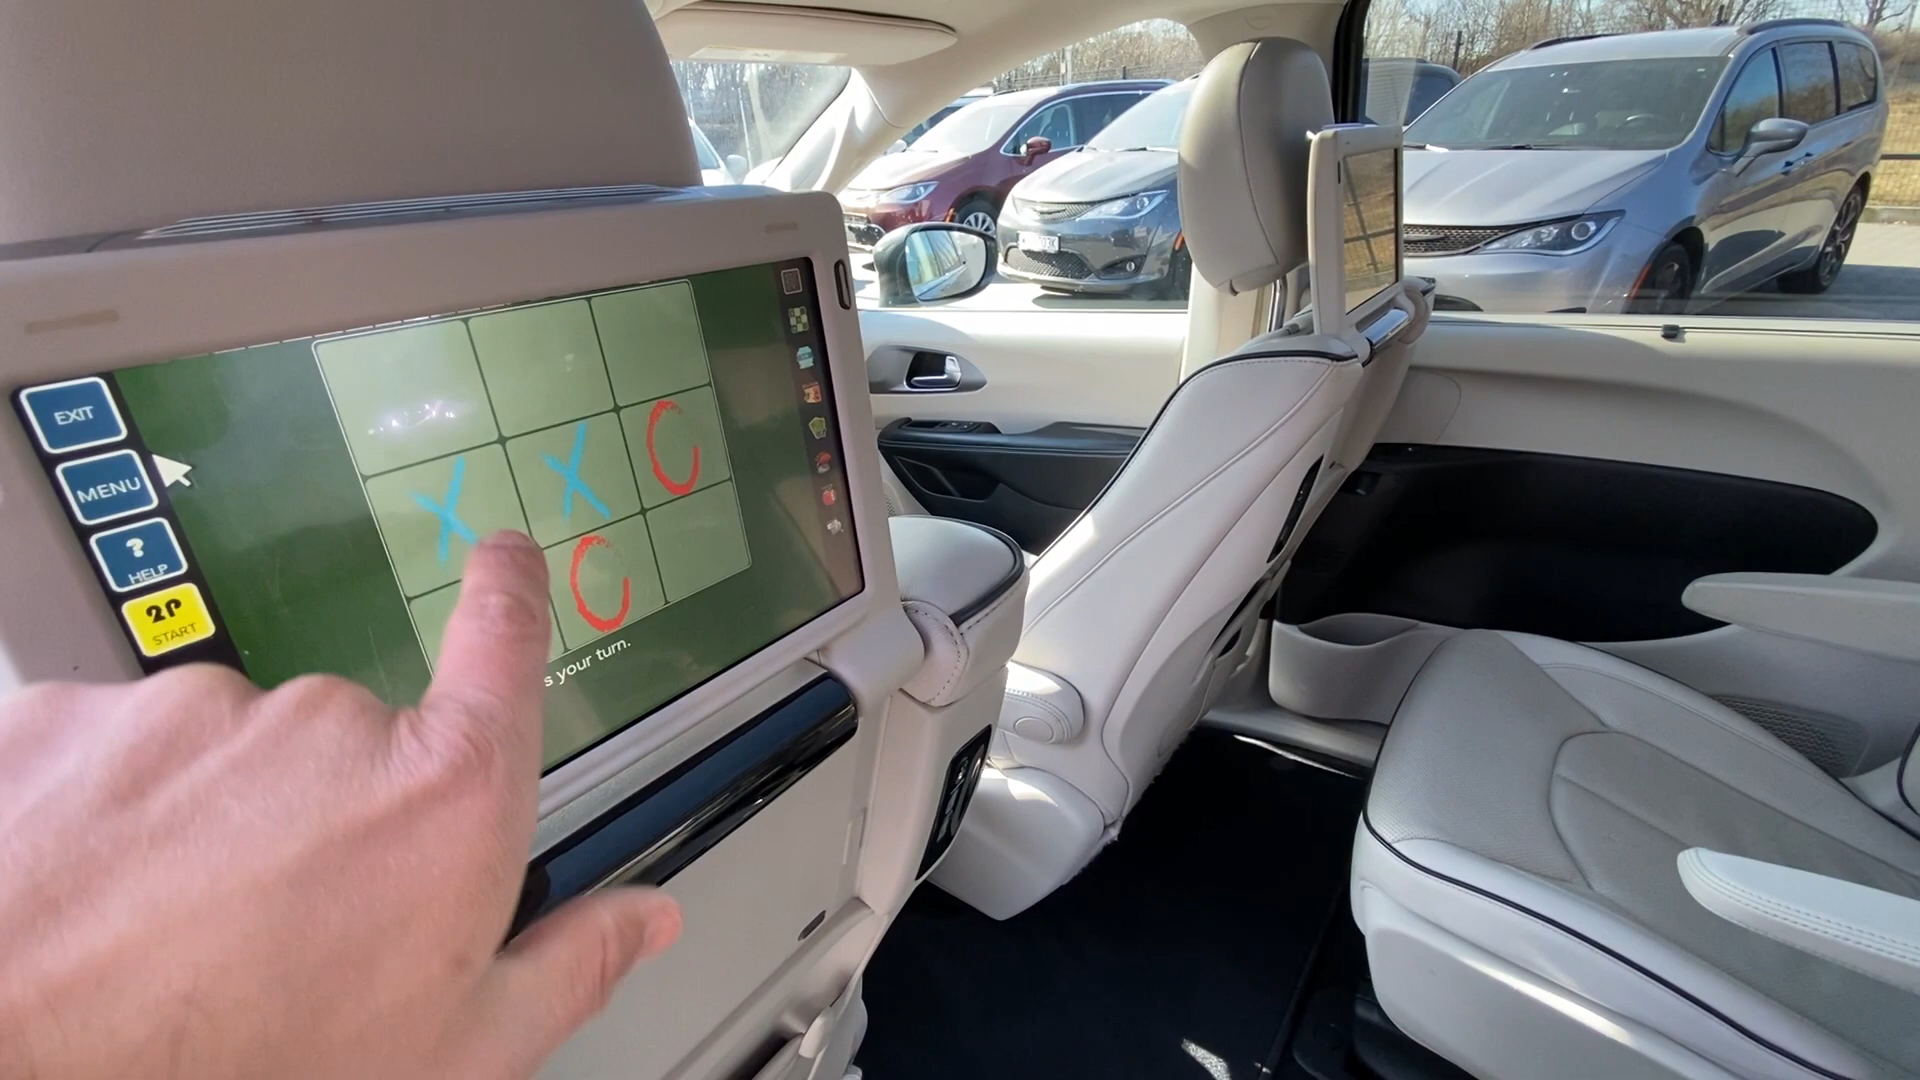 EXIT
MENU
?
HELP
2P
START
X X O
O
s your turn.